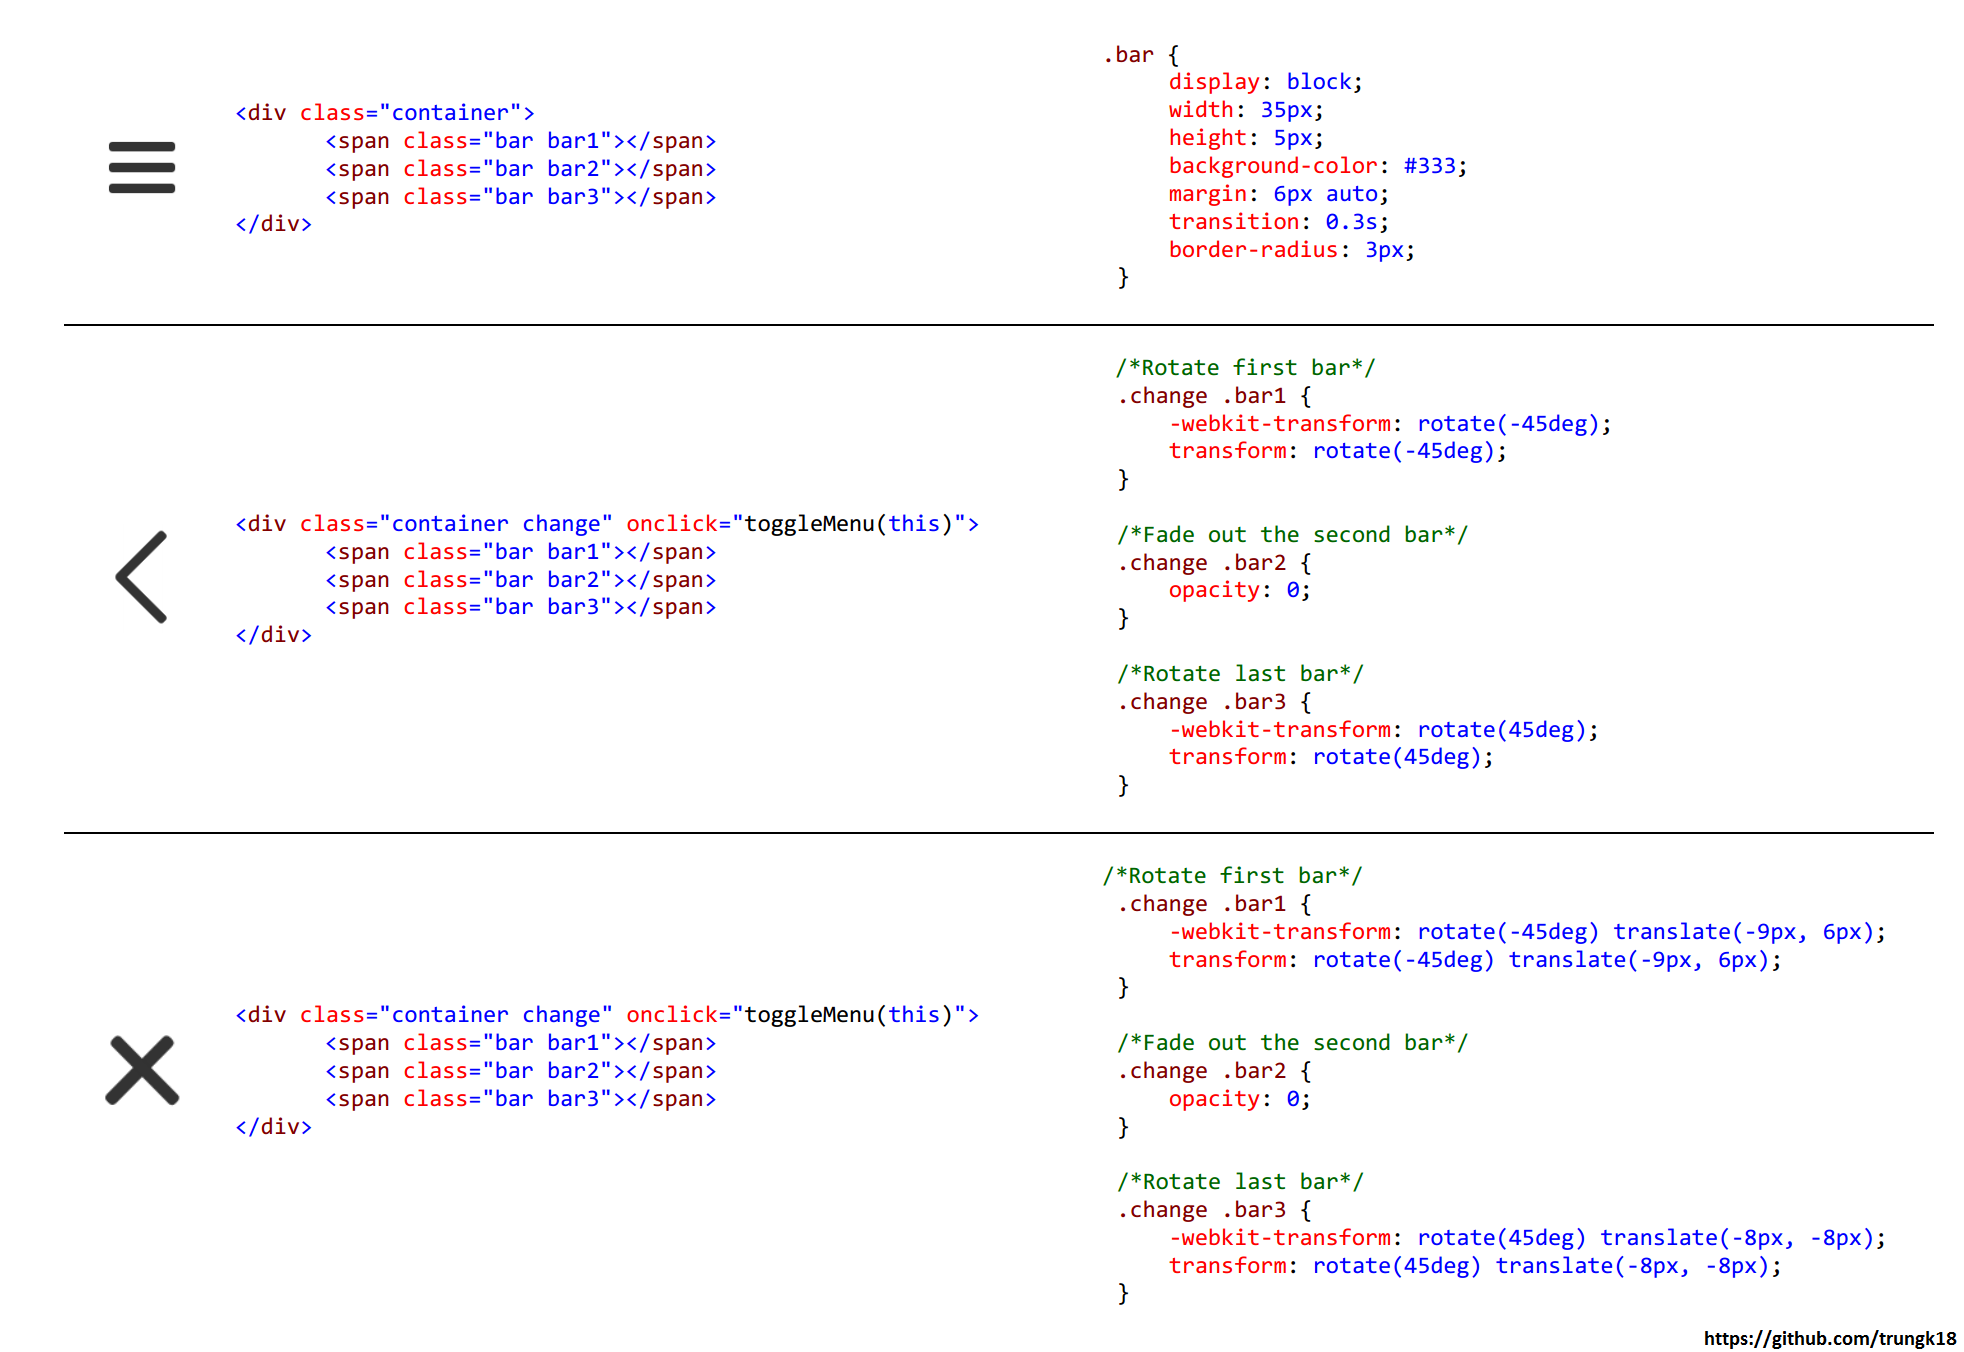 <div class="container">
<span class="bar bar1"></span>
<span class="bar bar2"></span>
<span class="bar bar3"></span>
</div>
.bar {
display: block;
width: 35px;
height: 5px;
background-color: #333;
margin: 6px auto;
transition: 0.3s;
border-radius: 3px;
}
<div class="container change" onclick="toggleMenu(this)">
<span class="bar bar1"></span>
<span class="bar bar2"></span>
<span class="bar bar3"></span>
</div>
/*Rotate first bar*/
.change .bar1 {
-webkit-transform: rotate(-45deg);
transform: rotate(-45deg);
}
/*Fade out the second bar*/
.change .bar2 {
opacity: 0;
}
/*Rotate last bar*/
.change .bar3 {
-webkit-transform: rotate(45deg);
transform: rotate(45deg);
}
<div class="container change" onclick="toggleMenu(this)">
<span class="bar bar1"></span>
<span class="bar bar2"></span>
<span class="bar bar3"></span>
</div>
/*Rotate first bar*/
.change .bar1 {
-webkit-transform: rotate(-45deg) translate(-9px, 6px);
transform: rotate(-45deg) translate(-9px, 6px);
}
/*Fade out the second bar*/
.change .bar2 {
opacity: 0;
}
/*Rotate last bar*/
.change .bar3 {
-webkit-transform: rotate(45deg) translate(-8px, -8px);
transform: rotate(45deg) translate(-8px, -8px);
}
https://github.com/trungk18